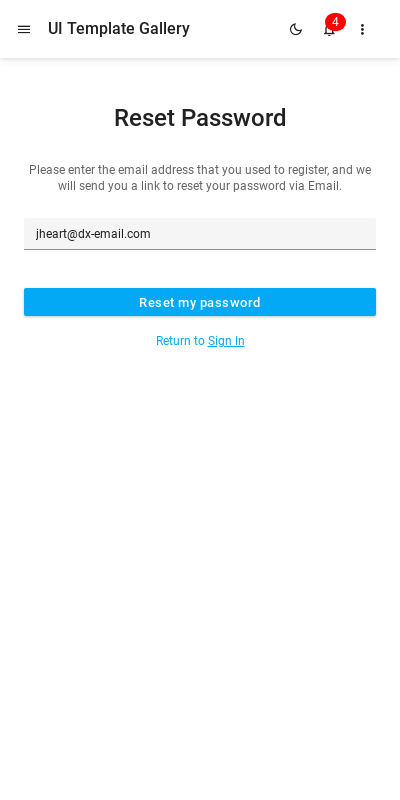 UI Template Gallery
4
Reset Password
Please enter the email address that you used to register, and we
will send you a link to reset your password via Email.
jheart@dx-email.com
Reset my password
Return to Sign In